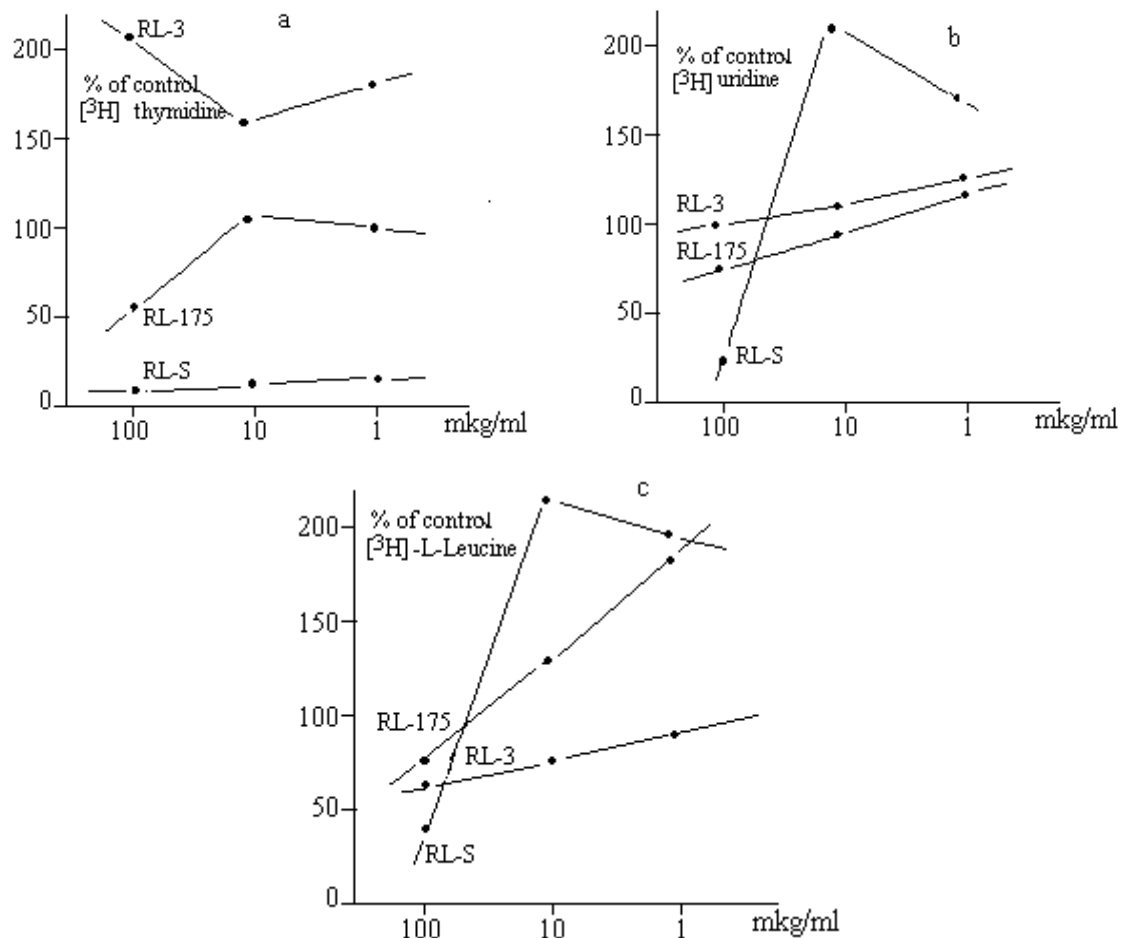 a
RL-3
200
% of control
[³H] thymidine
150
100
50
RL-175
RL-S
0
100 10 1 mkg/ml
b
200
% of control
[³H] uridine
150
RL-3
100
RL-175
50
RL-S
0
100 10 1 mkg/ml
c
% of control
200
[³H] -L-Leucine
150
RL-175
100
RL-3
50
RL-S
0
100 10 1 mkg/ml